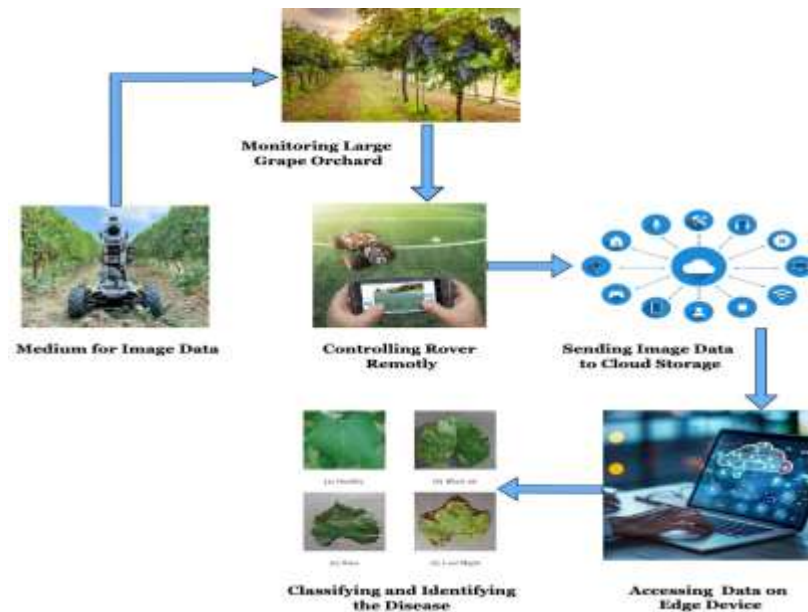 Monitoring Large
Grape Orchard
Medium for Image Data
Controlling Rover
Remotly
Sending Image Data
to Cloud Storage
(a) Healthy
(b) Black rot
(c) Esca
(d) Leaf Blight
Classifying and Identifying
the Disease
Accessing Data on
Edge Device